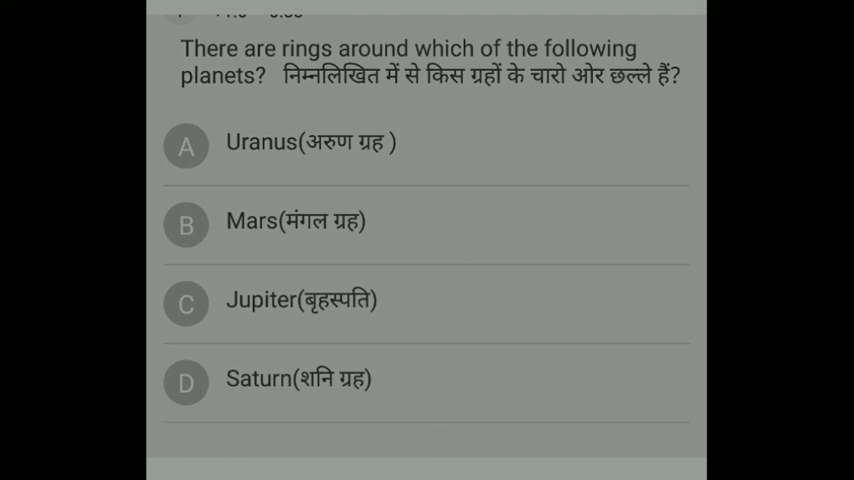 There are rings around which of the following
planets? निम्नलिखित में से किस ग्रहों के चारो ओर छल्ले हैं?
A Uranus(अरुण ग्रह )
B Mars(मंगल ग्रह)
C Jupiter(बृहस्पति)
D Saturn(शनि ग्रह)